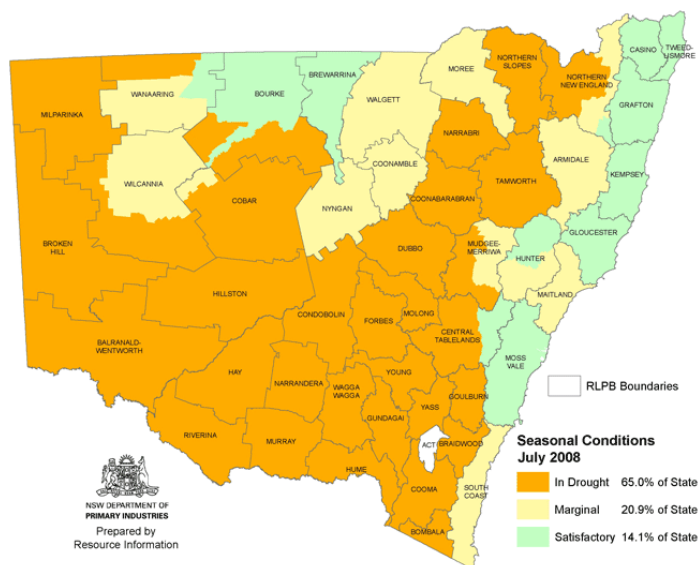 CASINO
TWEED-
LISMORE
NORTHERN
SLOPES
MOREE
NORTHERN
NEW ENGLAND
BREWARRINA
WANAARING
BOURKE
WALGETT
GRAFTON
MILPARINKA
NARRABRI
ARMIDALE
COONAMBLE
KEMPSEY
WILCANNIA
TAMWORTH
COBAR
COONABARABRAN
NYNGAN
GLOUCESTER
BROKEN
HILL
DUBBO
MUDGEE-
MERRIWA
HUNTER
HILLSTON
MAITLAND
CONDOBOLIN
FORBES
MOLONG
CENTRAL
TABLELANDS
BALRANALD-
WENTWORTH
MOSS
VALE
HAY
YOUNG
NARRANDERA
WAGGA
WAGGA
GOULBURN
RLPB Boundaries
YASS
GUNDAGAI
RIVERINA
MURRAY
ACT
BRAIDWOOD
HUME
COOMA
SOUTH
COAST
BOMBALA
Seasonal Conditions
July 2008
In Drought 65.0% of State
Marginal 20.9% of State
Satisfactory 14.1% of State
NSW DEPARTMENT OF
PRIMARY INDUSTRIES
Prepared by
Resource Information